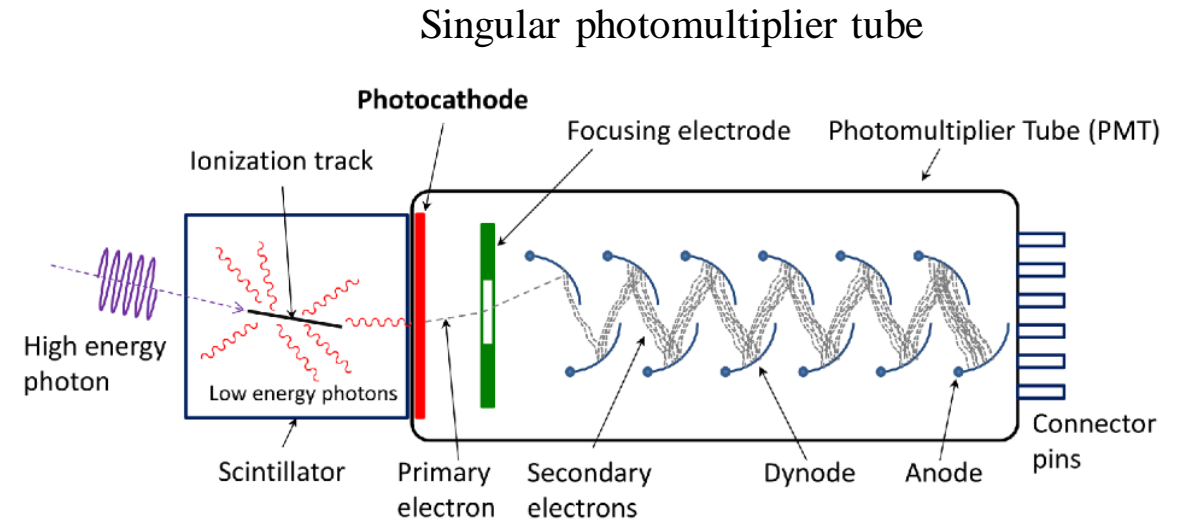 Singular photomultiplier tube
Photocathode
Focusing electrode
Photomultiplier Tube (PMT)
Ionization track
High energy
photon
Low energy photons
Scintillator
Primary
electron
Secondary
electrons
Dynode
Anode
Connector
pins